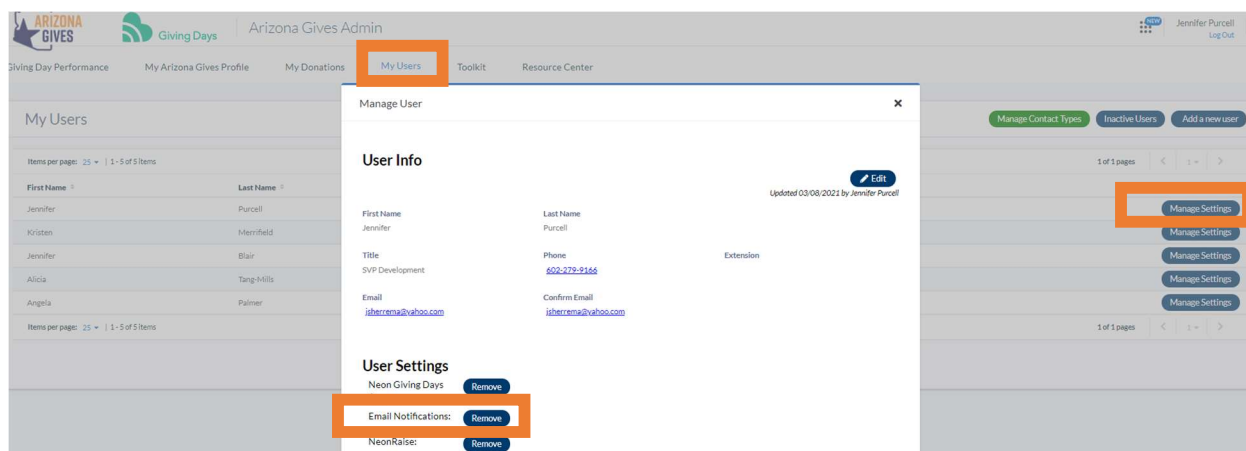 ARIZONA
GIVES
Giving Days
Arizona Gives Admin
NEW
Jennifer Purcell
Log Out
Giving Day Performance My Arizona Gives Profile My Donations My Users Toolkit Resource Center
Manage User ×
My Users
Manage Contact Types Inactive Users Add a new user
Items per page: 25 | 1 - 5 of 5 items
1 of 1 pages < 1 >
First Name Last Name
Jennifer Purcell Manage Settings
Kristen Merrifield Manage Settings
Jennifer Blair Manage Settings
Alicia Tang-Mills Manage Settings
Angela Palmer Manage Settings
Items per page: 25 | 1 - 5 of 5 items
1 of 1 pages < 1 >
User Info
Edit
Updated 03/08/2021 by Jennifer Purcell
First Name Last Name
Jennifer Purcell
Title Phone Extension
SVP Development 602-279-9166
Email Confirm Email
jsherrema@yahoo.com jsherrema@yahoo.com
User Settings
Neon Giving Days Remove
Email Notifications: Remove
NeonRaise: Remove